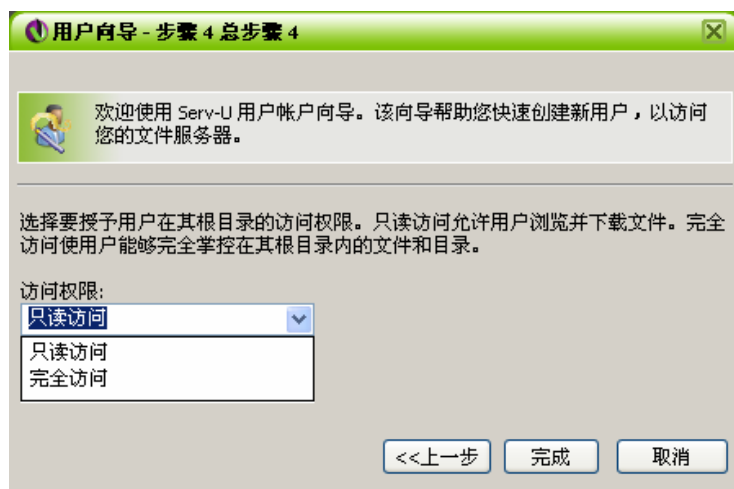 用户向导 - 步骤 4 总步骤 4
欢迎使用 Serv-U 用户帐户向导。该向导帮助您快速创建新用户，以访问
您的文件服务器。
选择要授予用户在其根目录的访问权限。只读访问允许用户浏览并下载文件。完全
访问使用户能够完全掌控在其根目录内的文件和目录。
访问权限:
只读访问
只读访问
完全访问
<<上一步 完成 取消